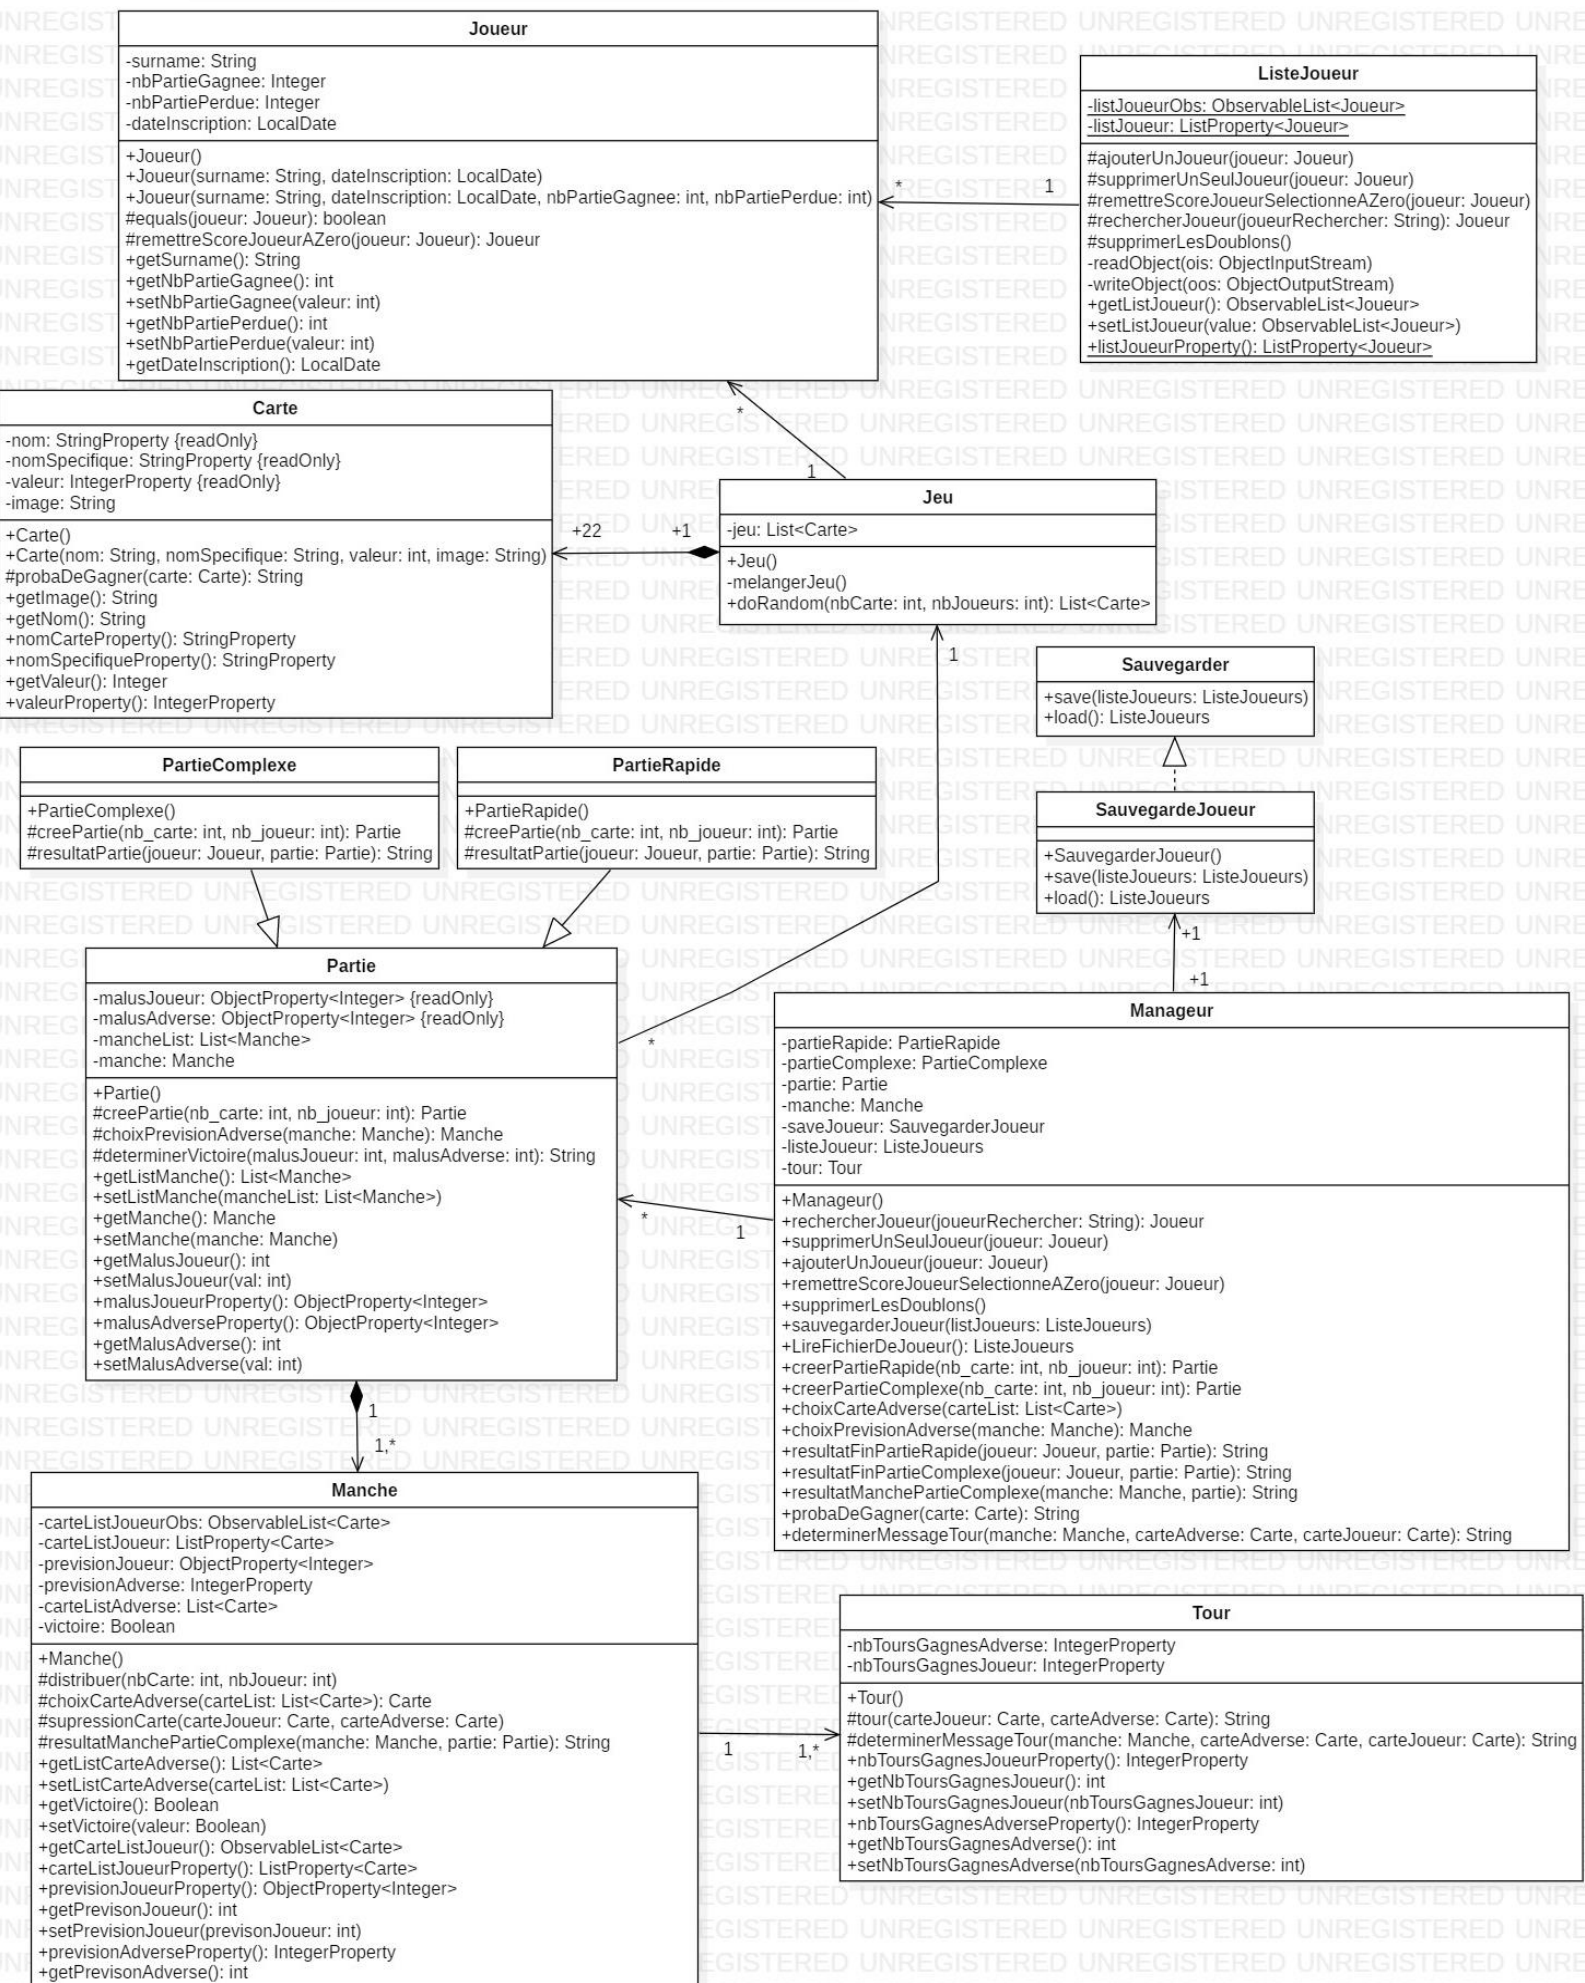 Joueur
-surname: String
-nbPartieGagnee: Integer
-nbPartiePerdue: Integer
-dateInscription: LocalDate
+Joueur()
+Joueur(surname: String, dateInscription: LocalDate)
+Joueur(surname: String, dateInscription: LocalDate, nbPartieGagnee: int, nbPartiePerdue: int)
#equals(joueur: Joueur): boolean
#remettreScoreJoueurAZero(joueur: Joueur): Joueur
+getSurname(): String
+getNbPartieGagnee(): int
+setNbPartieGagnee(valeur: int)
+getNbPartiePerdue(): int
+setNbPartiePerdue(valeur: int)
+getDateInscription(): LocalDate
ListeJoueur
-listJoueurObs: ObservableList<Joueur>
-listJoueur: ListProperty<Joueur>
#ajouterUnJoueur(joueur: Joueur)
#supprimerUnSeulJoueur(joueur: Joueur)
#remettreScoreJoueurSelectionneAZero(joueur: Joueur)
#rechercherJoueur(joueurRechercher: String): Joueur
#supprimerLesDoublons()
-readObject(ois: ObjectInputStream)
-writeObject(oos: ObjectOutputStream)
+getListJoueur(): ObservableList<Joueur>
+setListJoueur(value: ObservableList<Joueur>)
+listJoueurProperty(): ListProperty<Joueur>
* 1
*
1
Carte
-nom: StringProperty {readOnly}
-nomSpecifique: StringProperty {readOnly}
-valeur: IntegerProperty {readOnly}
-image: String
+Carte()
+Carte(nom: String, nomSpecifique: String, valeur: int, image: String)
#probaDeGagner(carte: Carte): String
+getImage(): String
+getNom(): String
+nomCarteProperty(): StringProperty
+nomSpecifiqueProperty(): StringProperty
+getValeur(): Integer
+valeurProperty(): IntegerProperty
+22 +1
Jeu
-jeu: List<Carte>
+Jeu()
-melangerJeu()
+doRandom(nbCarte: int, nbJoueurs: int): List<Carte>
1
Sauvegarder
+save(listeJoueurs: ListeJoueurs)
+load(): ListeJoueurs
PartieComplexe
+PartieComplexe()
#creePartie(nb_carte: int, nb_joueur: int): Partie
#resultatPartie(joueur: Joueur, partie: Partie): String
PartieRapide
+PartieRapide()
#creePartie(nb_carte: int, nb_joueur: int): Partie
#resultatPartie(joueur: Joueur, partie: Partie): String
SauvegardeJoueur
+SauvegarderJoueur()
+save(listeJoueurs: ListeJoueurs)
+load(): ListeJoueurs
+1
+1
Partie
-malusJoueur: ObjectProperty<Integer> {readOnly}
-malusAdverse: ObjectProperty<Integer> {readOnly}
-mancheList: List<Manche>
-manche: Manche
+Partie()
#creePartie(nb_carte: int, nb_joueur: int): Partie
#choixPrevisionAdverse(manche: Manche): Manche
#determinerVictoire(malusJoueur: int, malusAdverse: int): String
+getListManche(): List<Manche>
+setListManche(mancheList: List<Manche>)
+getManche(): Manche
+setManche(manche: Manche)
+getMalusJoueur(): int
+setMalusJoueur(val: int)
+malusJoueurProperty(): ObjectProperty<Integer>
+malusAdverseProperty(): ObjectProperty<Integer>
+getMalusAdverse(): int
+setMalusAdverse(val: int)
*
* 1
Manageur
-partieRapide: PartieRapide
-partieComplexe: PartieComplexe
-partie: Partie
-manche: Manche
-saveJoueur: SauvegarderJoueur
-listeJoueur: ListeJoueurs
-tour: Tour
+Manageur()
+rechercherJoueur(joueurRechercher: String): Joueur
+supprimerUnSeulJoueur(joueur: Joueur)
+ajouterUnJoueur(joueur: Joueur)
+remettreScoreJoueurSelectionneAZero(joueur: Joueur)
+supprimerLesDoublons()
+sauvegarderJoueur(listJoueurs: ListeJoueurs)
+LireFichierDeJoueur(): ListeJoueurs
+creerPartieRapide(nb_carte: int, nb_joueur: int): Partie
+creerPartieComplexe(nb_carte: int, nb_joueur: int): Partie
+choixCarteAdverse(carteList: List<Carte>)
+choixPrevisionAdverse(manche: Manche): Manche
+resultatFinPartieRapide(joueur: Joueur, partie: Partie): String
+resultatFinPartieComplexe(joueur: Joueur, partie: Partie): String
+resultatManchePartieComplexe(manche: Manche, partie): String
+probaDeGagner(carte: Carte): String
+determinerMessageTour(manche: Manche, carteAdverse: Carte, carteJoueur: Carte): String
1
1,*
Manche
-carteListJoueurObs: ObservableList<Carte>
-carteListJoueur: ListProperty<Carte>
-previsionJoueur: ObjectProperty<Integer>
-previsionAdverse: IntegerProperty
-carteListAdverse: List<Carte>
-victoire: Boolean
+Manche()
#distribuer(nbCarte: int, nbJoueur: int)
#choixCarteAdverse(carteList: List<Carte>): Carte
#supressionCarte(carteJoueur: Carte, carteAdverse: Carte)
#resultatManchePartieComplexe(manche: Manche, partie: Partie): String
+getListCarteAdverse(): List<Carte>
+setListCarteAdverse(carteList: List<Carte>)
+getVictoire(): Boolean
+setVictoire(valeur: Boolean)
+getCarteListJoueur(): ObservableList<Carte>
+carteListJoueurProperty(): ListProperty<Carte>
+previsionJoueurProperty(): ObjectProperty<Integer>
+getPrevisonJoueur(): int
+setPrevisionJoueur(previsonJoueur: int)
+previsionAdverseProperty(): IntegerProperty
+getPrevisonAdverse(): int
1 1,*
Tour
-nbToursGagnesAdverse: IntegerProperty
-nbToursGagnesJoueur: IntegerProperty
+Tour()
#tour(carteJoueur: Carte, carteAdverse: Carte): String
#determinerMessageTour(manche: Manche, carteAdverse: Carte, carteJoueur: Carte): String
+nbToursGagnesJoueurProperty(): IntegerProperty
+getNbToursGagnesJoueur(): int
+setNbToursGagnesJoueur(nbToursGagnesJoueur: int)
+nbToursGagnesAdverseProperty(): IntegerProperty
+getNbToursGagnesAdverse(): int
+setNbToursGagnesAdverse(nbToursGagnesAdverse: int)